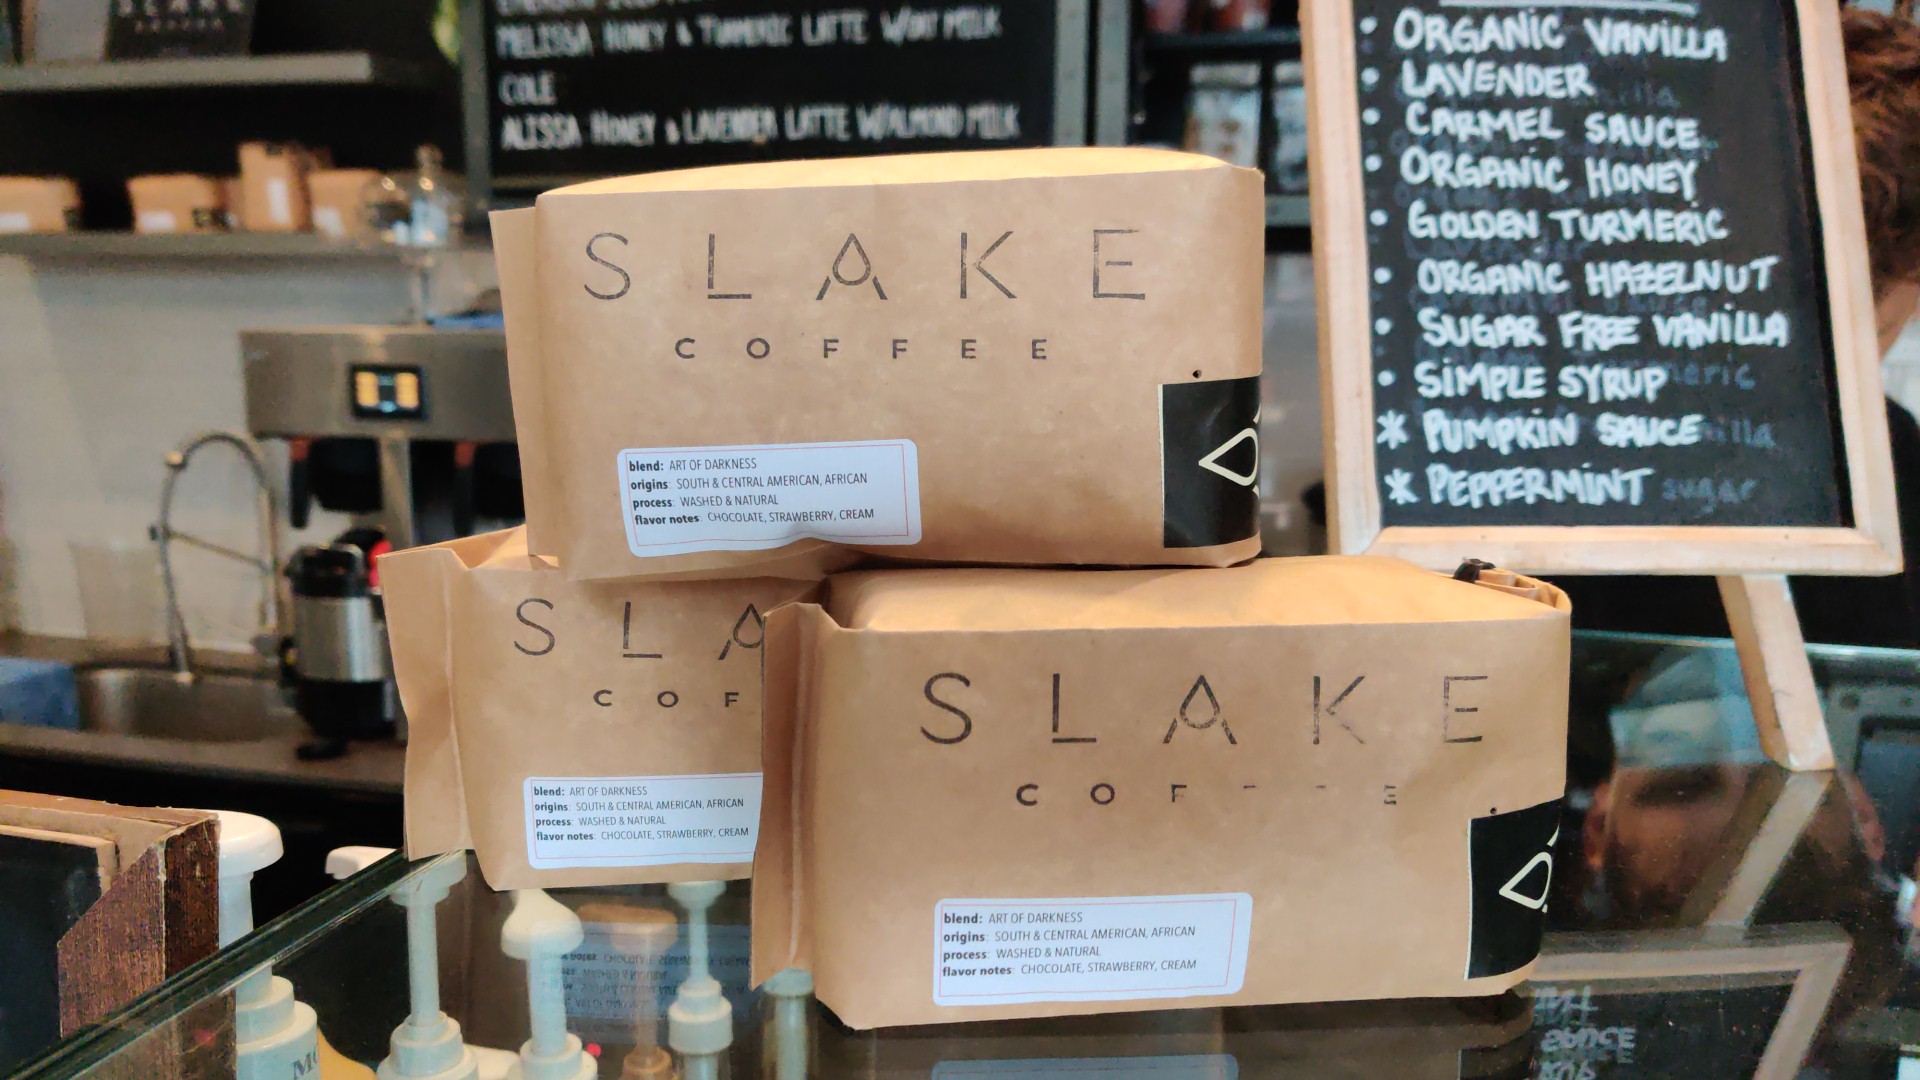 MELISSA HONEY & TUMERIC LATTE W/OAT MILK
COLE
ALISSA HONEY & LAVENDER LATTE W/ALMOND MILK
• ORGANIC VANILLA
• LAVENDER
• CARMEL SAUCE
• ORGANIC HONEY
• GOLDEN TURMERIC
• ORGANIC HAZELNUT
• SUGAR FREE VANILLA
• SIMPLE SYRUP
* PUMPKIN SAUCE
* PEPPERMINT
SLAKE
COFFEE
blend: ART OF DARKNESS
origins: SOUTH & CENTRAL AMERICAN, AFRICAN
process: WASHED & NATURAL
flavor notes: CHOCOLATE, STRAWBERRY, CREAM
SLA
COF
blend: ART OF DARKNESS
origins: SOUTH & CENTRAL AMERICAN, AFRICAN
process: WASHED & NATURAL
flavor notes: CHOCOLATE, STRAWBERRY, CREAM
SLAKE
COF E
blend: ART OF DARKNESS
origins: SOUTH & CENTRAL AMERICAN, AFRICAN
process: WASHED & NATURAL
flavor notes: CHOCOLATE, STRAWBERRY, CREAM